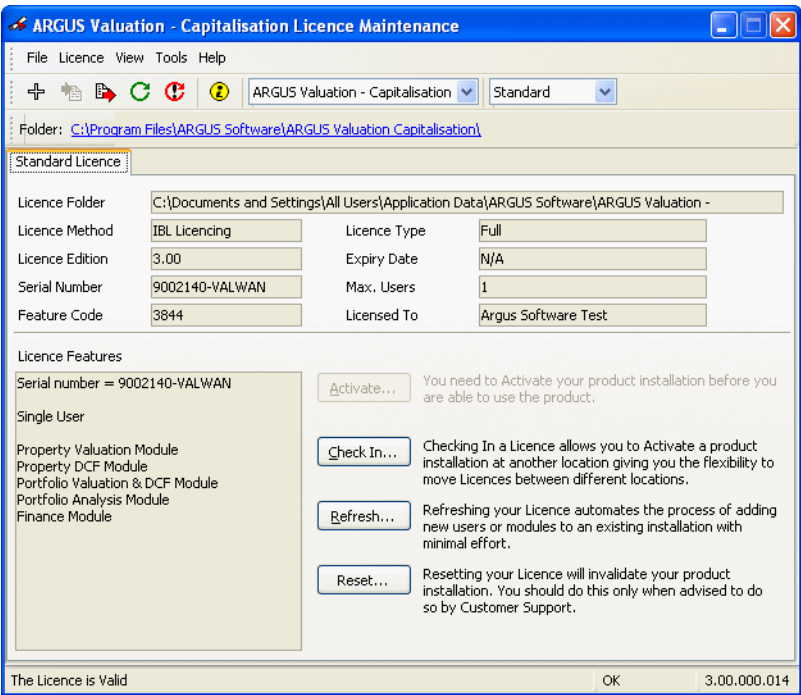 ARGUS Valuation - Capitalisation Licence Maintenance
File Licence View Tools Help
ARGUS Valuation - Capitalisation Standard
Folder: C:\Program Files\ARGUS Software\ARGUS Valuation Capitalisation\
Standard Licence
Licence Folder C:\Documents and Settings\All Users\Application Data\ARGUS Software\ARGUS Valuation -
Licence Method IBL Licencing Licence Type Full
Licence Edition 3.00 Expiry Date N/A
Serial Number 9002140-VALWAN Max. Users 1
Feature Code 3844 Licensed To Argus Software Test
Licence Features
Serial number = 9002140-VALWAN
Single User
Property Valuation Module
Property DCF Module
Portfolio Valuation & DCF Module
Portfolio Analysis Module
Finance Module
Activate...
You need to Activate your product installation before you
are able to use the product.
Check In...
Checking In a Licence allows you to Activate a product
installation at another location giving you the flexibility to
move Licences between different locations.
Refresh...
Refreshing your Licence automates the process of adding
new users or modules to an existing installation with
minimal effort.
Reset...
Resetting your Licence will invalidate your product
installation. You should do this only when advised to do
so by Customer Support.
The Licence is Valid OK 3.00.000.014